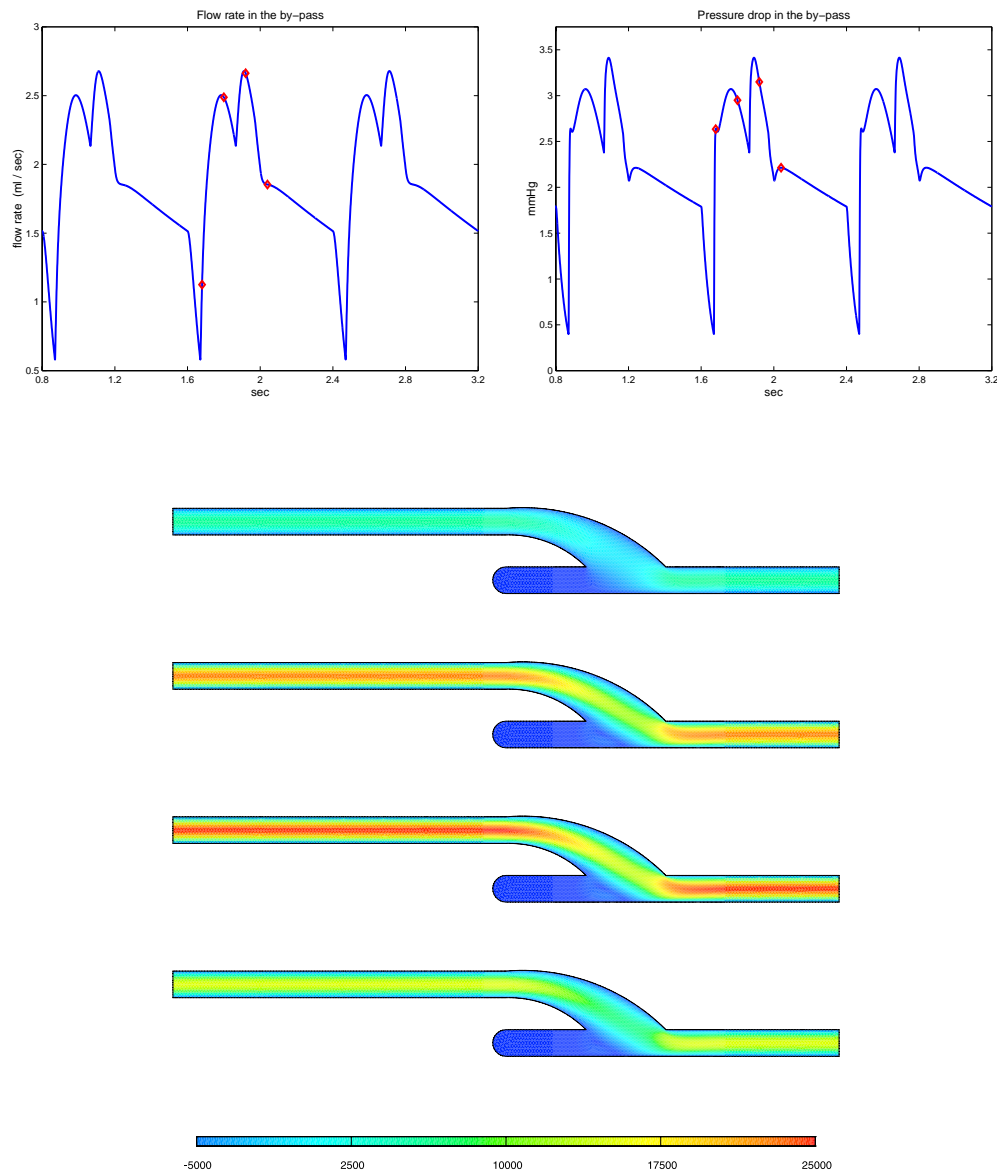 Flow rate in the by−pass
3
2.5
2
1.5
1
0.5
flow rate (ml / sec)
0.8 1.2 1.6 2 2.4 2.8 3.2
sec
Pressure drop in the by−pass
3.5
3
2.5
2
1.5
1
0.5
0
mmHg
0.8 1.2 1.6 2 2.4 2.8 3.2
sec
-5000 2500 10000 17500 25000